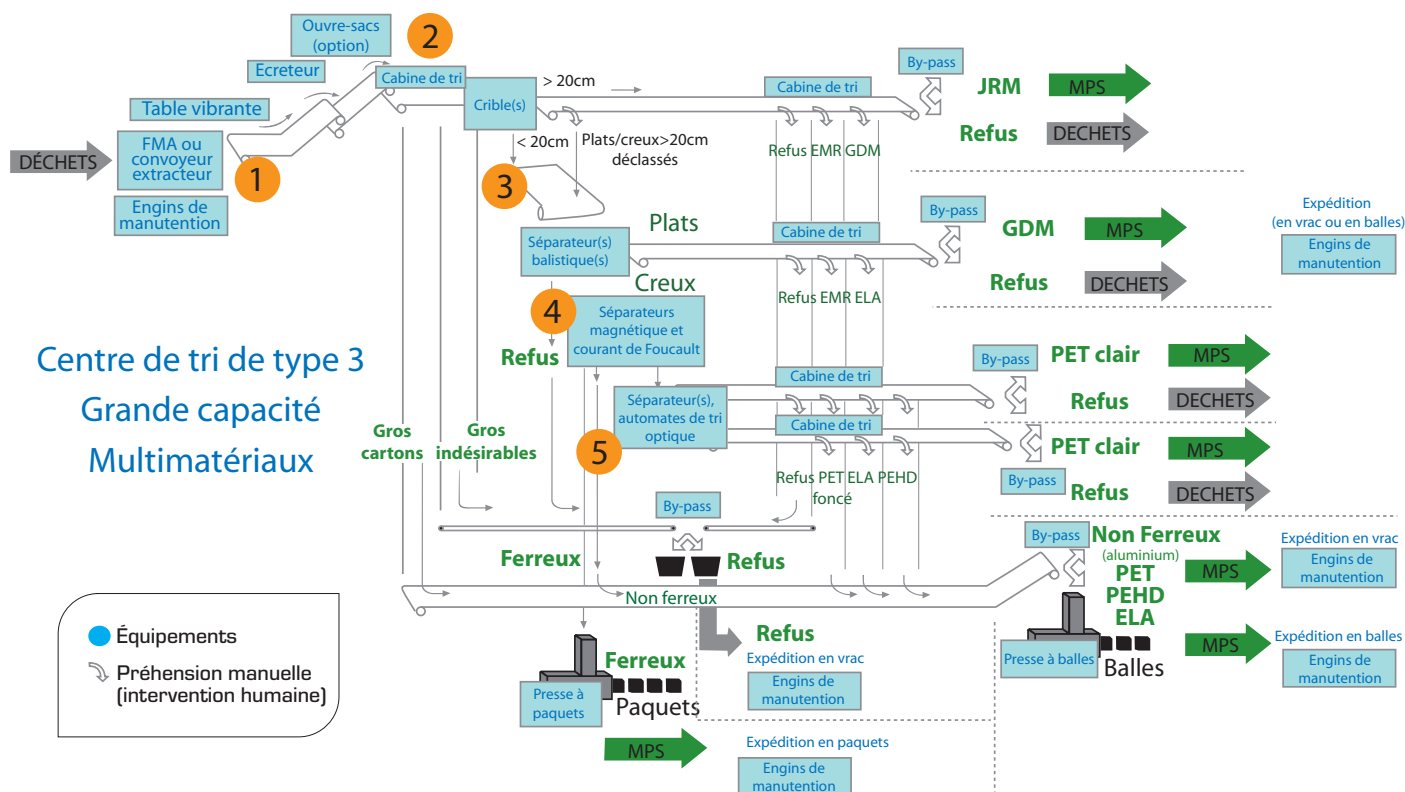 Ouvre-sacs
(option)
2
Ecreteur
Cabine de tri
Table vibrante
Crible(s)
> 20cm
Cabine de tri
By-pass
JRM
MPS
DÉCHETS
FMA ou
convoyeur
extracteur
1
Engins de
manutention
< 20cm
Plats/creux>20cm
déclassés
Refus EMR GDM
Refus
DECHETS
3
Plats
Séparateur(s)
balistique(s)
Creux
Cabine de tri
By-pass
GDM
MPS
Expédition
(en vrac ou en balles)
Engins de
manutention
Refus EMR ELA
Refus
DECHETS
4
Séparateurs
magnétique et
courant de Foucault
Refus
Centre de tri de type 3
Grande capacité
Multimatériaux
Cabine de tri
By-pass
PET clair
MPS
Refus
DECHETS
Séparateur(s),
automates de tri
optique
5
Cabine de tri
PET clair
MPS
By-pass
Refus
DECHETS
Gros
cartons
Gros
indésirables
Refus PET ELA PEHD
foncé
By-pass
Ferreux
Refus
Non ferreux
By-pass
Non Ferreux
(aluminium)
PET
PEHD
ELA
MPS
Expédition en vrac
Engins de
manutention
Presse à balles
Balles
MPS
Expédition en balles
Engins de
manutention
Équipements
Préhension manuelle
(intervention humaine)
Ferreux
Presse à
paquets
Paquets
Refus
Expédition en vrac
Engins de
manutention
MPS
Expédition en paquets
Engins de
manutention